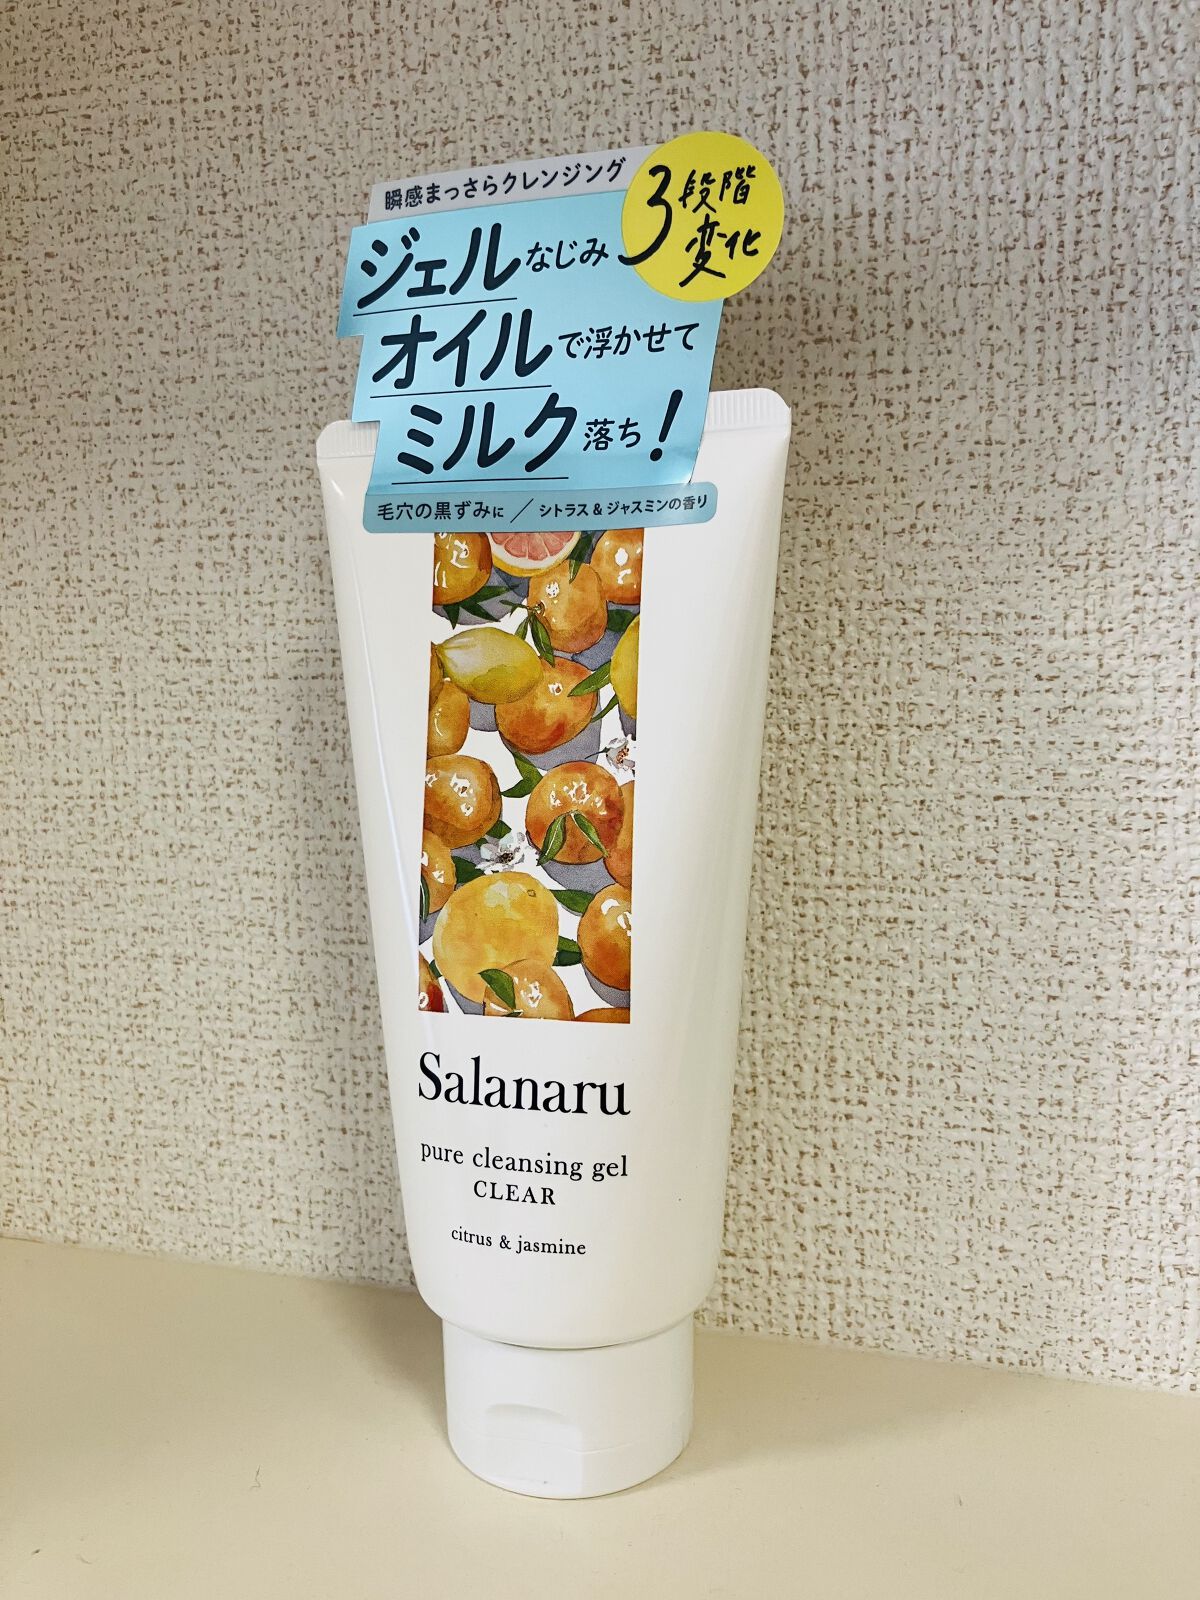 瞬感まっさらクレンジング
3段階
変化
ジェルなじみ
オイルで浮かせて
ミルク落ち！
毛穴の黒ずみに／シトラス&ジャスミンの香り
Salanaru
pure cleansing gel
CLEAR
citrus & jasmine